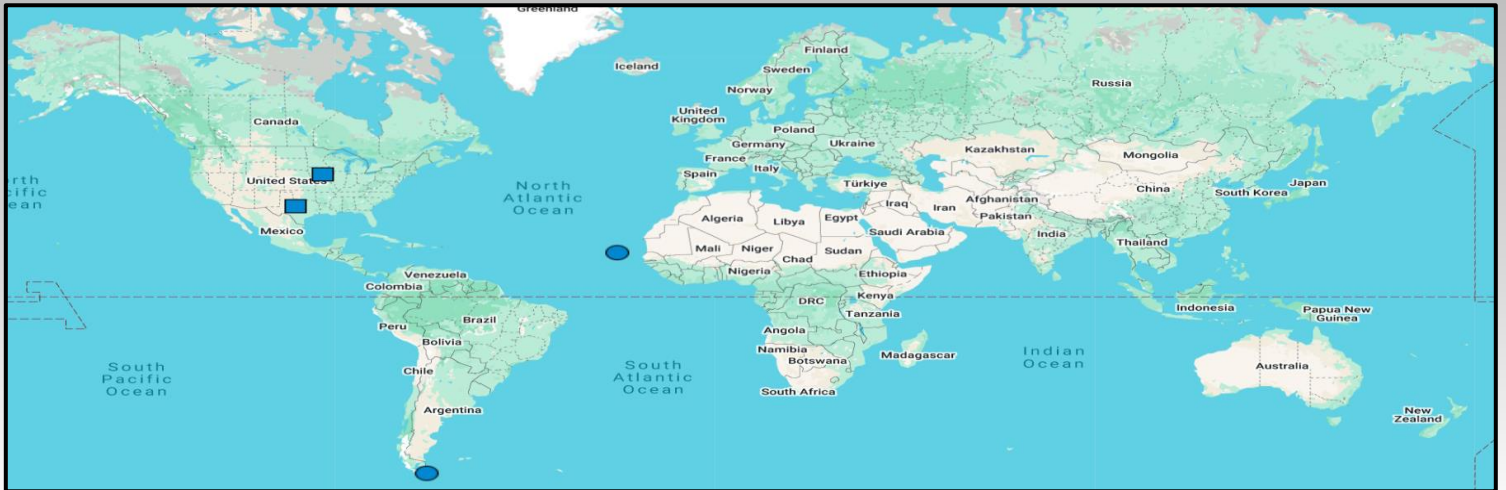 Greenland
Finland
Iceland
Sweden
Russia
Norway
United
Kingdom
Canada
Poland
Germany
Ukraine
Kazakhstan
France
Mongolia
Italy
Spain
United States
North
Atlantic
Ocean
Türkiye
China
South Korea
Japan
Iraq
Iran
Afghanistan
Pakistan
Algeria
Libya
Egypt
Saudi Arabia
India
Mexico
Mali
Niger
Sudan
Chad
Thailand
Venezuela
Nigeria
Ethiopia
Colombia
Kenya
DRC
Indonesia
Papua New
Guinea
Tanzania
Brazil
Peru
Angola
Bolivia
Namibia
Botswana
Madagascar
Indian
Ocean
South
Pacific
Ocean
Chile
South
Atlantic
Ocean
Australia
South Africa
Argentina
New
Zealand